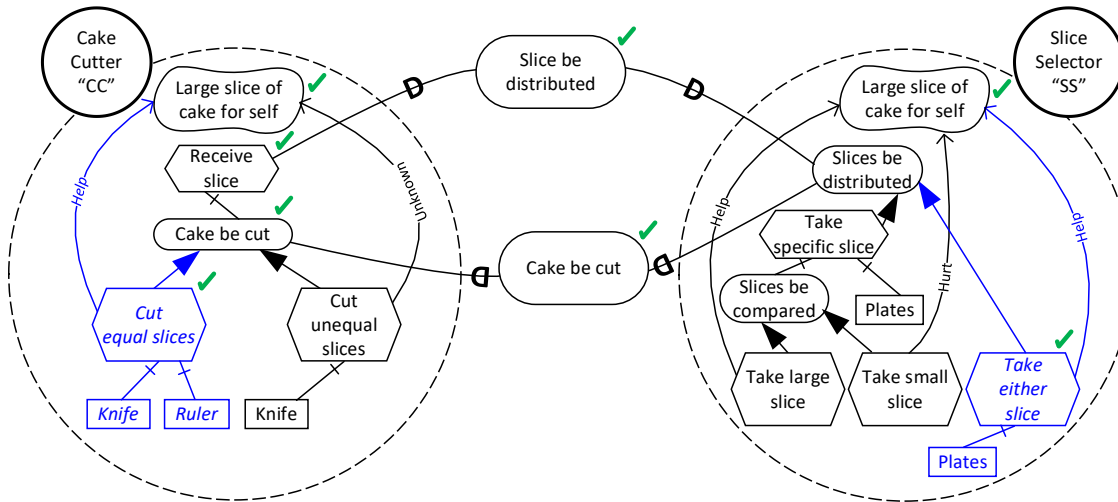 Cake
Cutter
“CC”
Large slice of
cake for self
Receive
slice
Help
Unknown
Cake be cut
Cut
equal slices
Cut
unequal
slices
Knife
Ruler
Knife
Slice be
distributed
D
D
Cake be cut
D
D
Slice
Selector
“SS”
Large slice of
cake for self
Slices be
distributed
Help
Take
specific slice
Help
Hurt
Slices be
compared
Plates
Take large
slice
Take small
slice
Take
either
slice
Plates